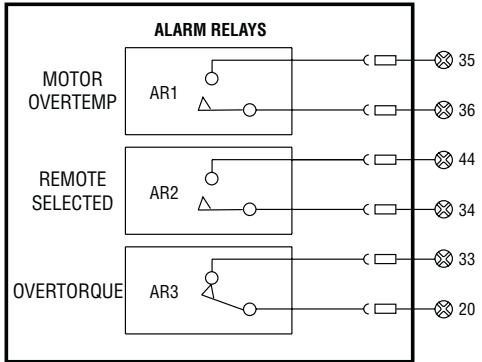 ALARM RELAYS
MOTOR
OVERTEMP
AR1
35
36
REMOTE
SELECTED
AR2
44
34
OVERTORQUE
AR3
33
20